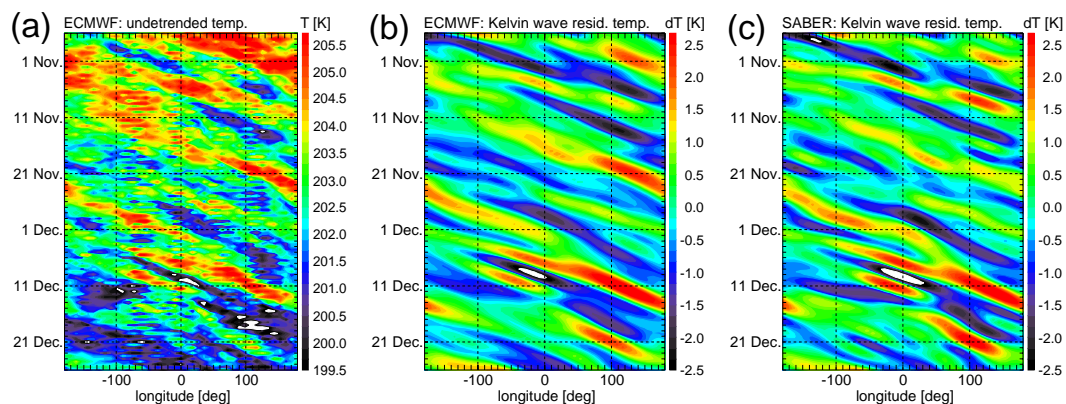 (a) ECMWF: undetrended temp. T [K]
205.5
205.0
204.5
204.0
203.5
203.0
202.5
202.0
201.5
201.0
200.5
200.0
199.5
1 Nov.
11 Nov.
21 Nov.
1 Dec.
11 Dec.
21 Dec.
-100 0 100
longitude [deg]
(b) ECMWF: Kelvin wave resid. temp. dT [K]
2.5
2.0
1.5
1.0
0.5
0.0
-0.5
-1.0
-1.5
-2.0
-2.5
1 Nov.
11 Nov.
21 Nov.
1 Dec.
11 Dec.
21 Dec.
-100 0 100
longitude [deg]
(c) SABER: Kelvin wave resid. temp. dT [K]
2.5
2.0
1.5
1.0
0.5
0.0
-0.5
-1.0
-1.5
-2.0
-2.5
1 Nov.
11 Nov.
21 Nov.
1 Dec.
11 Dec.
21 Dec.
-100 0 100
longitude [deg]